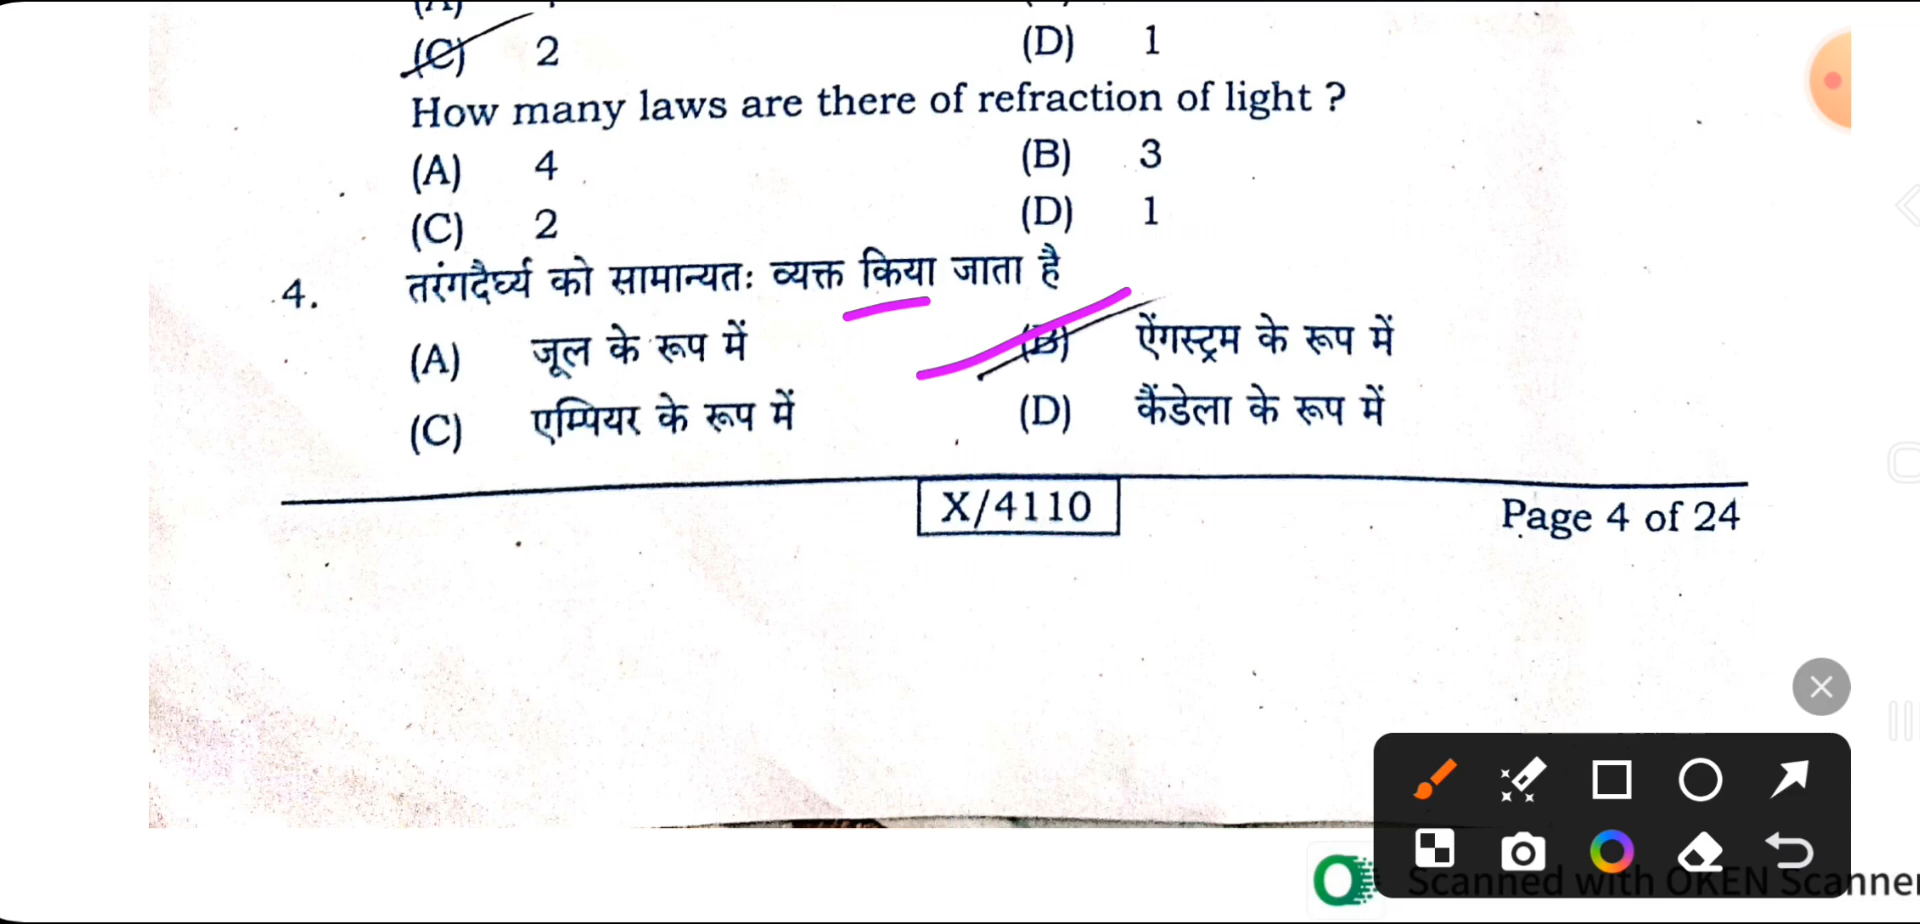 (C) 2 (D) 1
How many laws are there of refraction of light ?
(A) 4 (B) 3
(C) 2 (D) 1
4. तरंगदैर्घ्य को सामान्यतः व्यक्त किया जाता है
(A) जूल के रूप में (B) ऐंगस्ट्रम के रूप में
(C) एम्पियर के रूप में (D) कैंडेला के रूप में
X/4110 Page 4 of 24
Scanned with OKEN Scanner